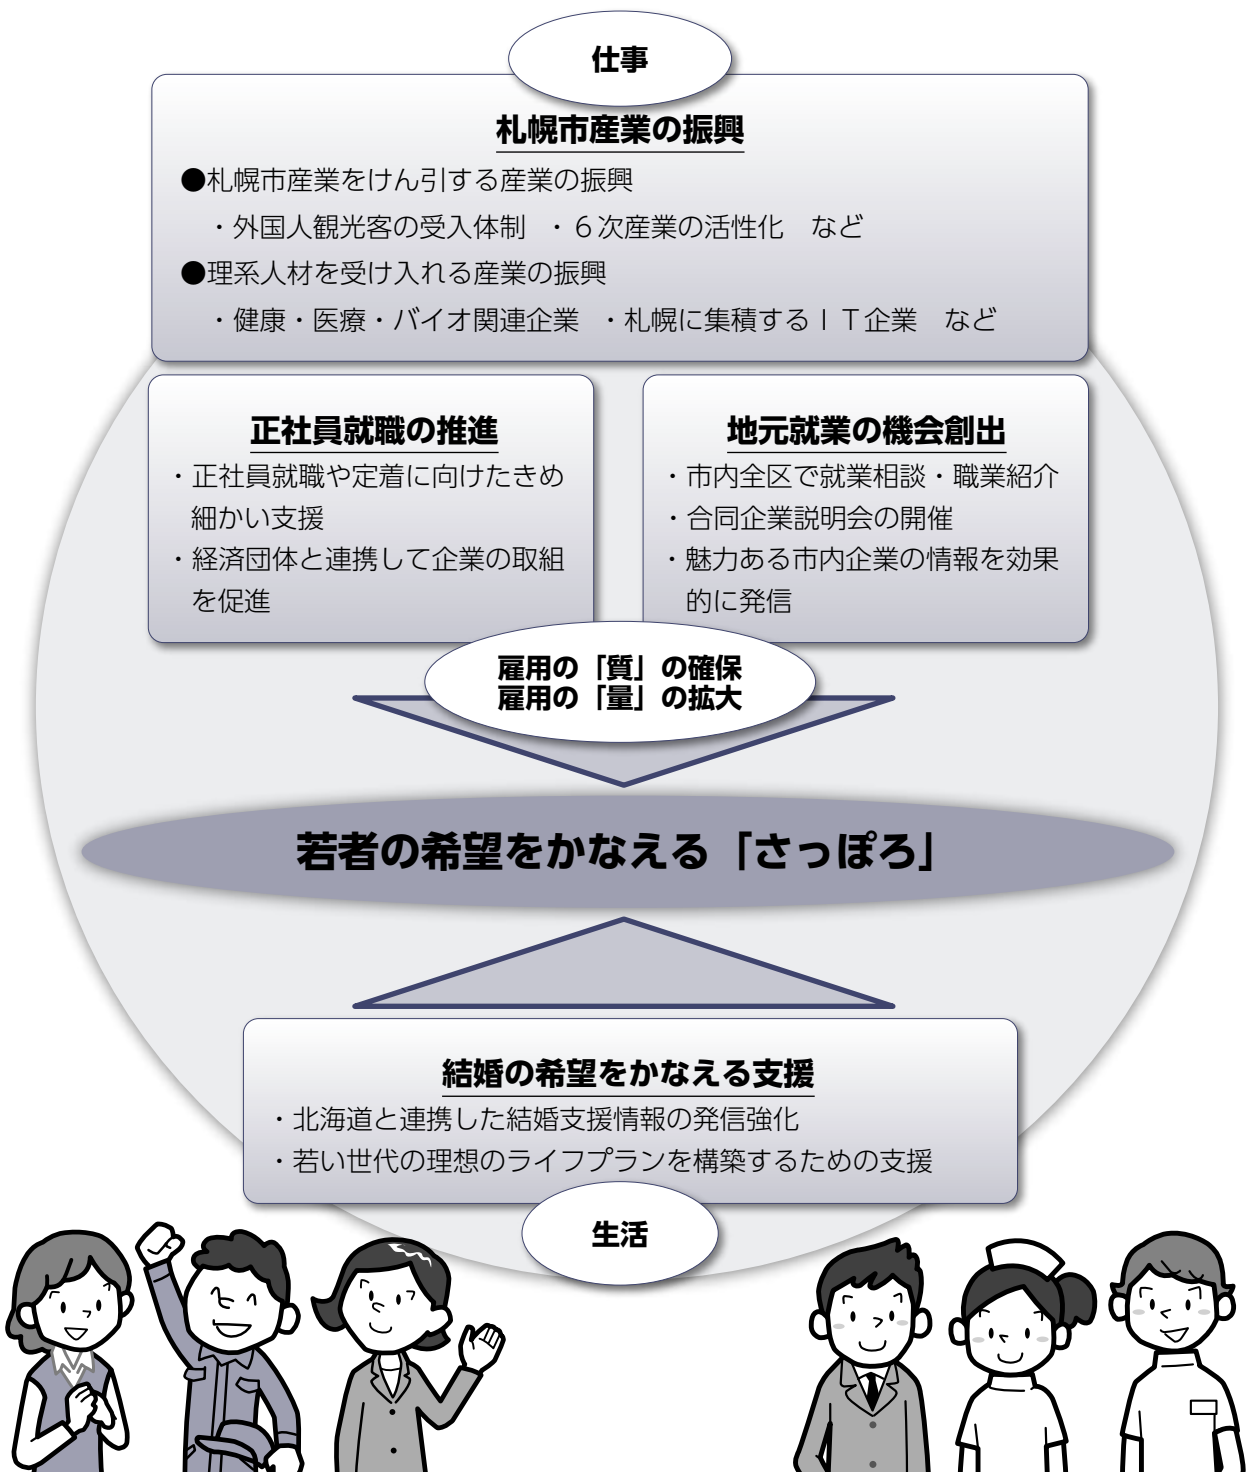 仕事
札幌市産業の振興
●札幌市産業をけん引する産業の振興
・外国人観光客の受入体制　・６次産業の活性化　など
●理系人材を受け入れる産業の振興
・健康・医療・バイオ関連企業　・札幌に集積するＩＴ企業　など
正社員就職の推進
・正社員就職や定着に向けたきめ
細かい支援
・経済団体と連携して企業の取組
を促進
地元就業の機会創出
・市内全区で就業相談・職業紹介
・合同企業説明会の開催
・魅力ある市内企業の情報を効果
的に発信
雇用の「質」の確保
雇用の「量」の拡大
若者の希望をかなえる「さっぽろ」
結婚の希望をかなえる支援
・北海道と連携した結婚支援情報の発信強化
・若い世代の理想のライフプランを構築するための支援
生活